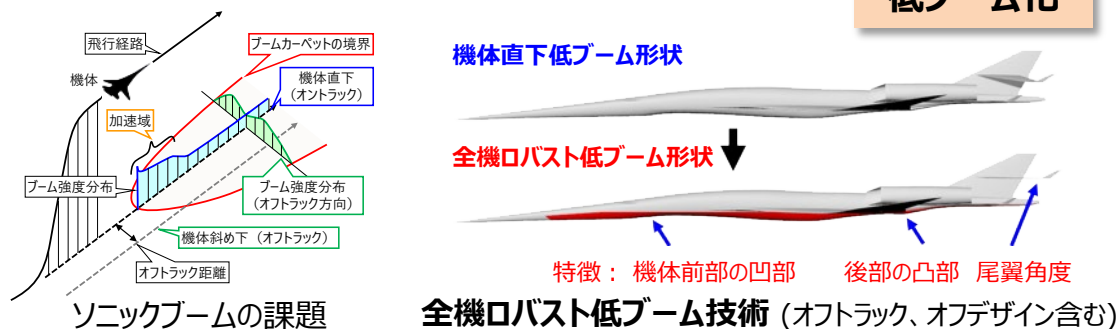 低ブーム化
飛行経路
ブームカーペットの境界
機体
機体直下
（オントラック）
加速域
ブーム強度分布
ブーム強度分布
（オフトラック方向）
機体斜め下（オフトラック）
オフトラック距離
ソニックブームの課題
機体直下低ブーム形状
全機ロバスト低ブーム形状
特徴： 機体前部の凹部 後部の凸部 尾翼角度
全機ロバスト低ブーム技術 (オフトラック、オフデザイン含む)